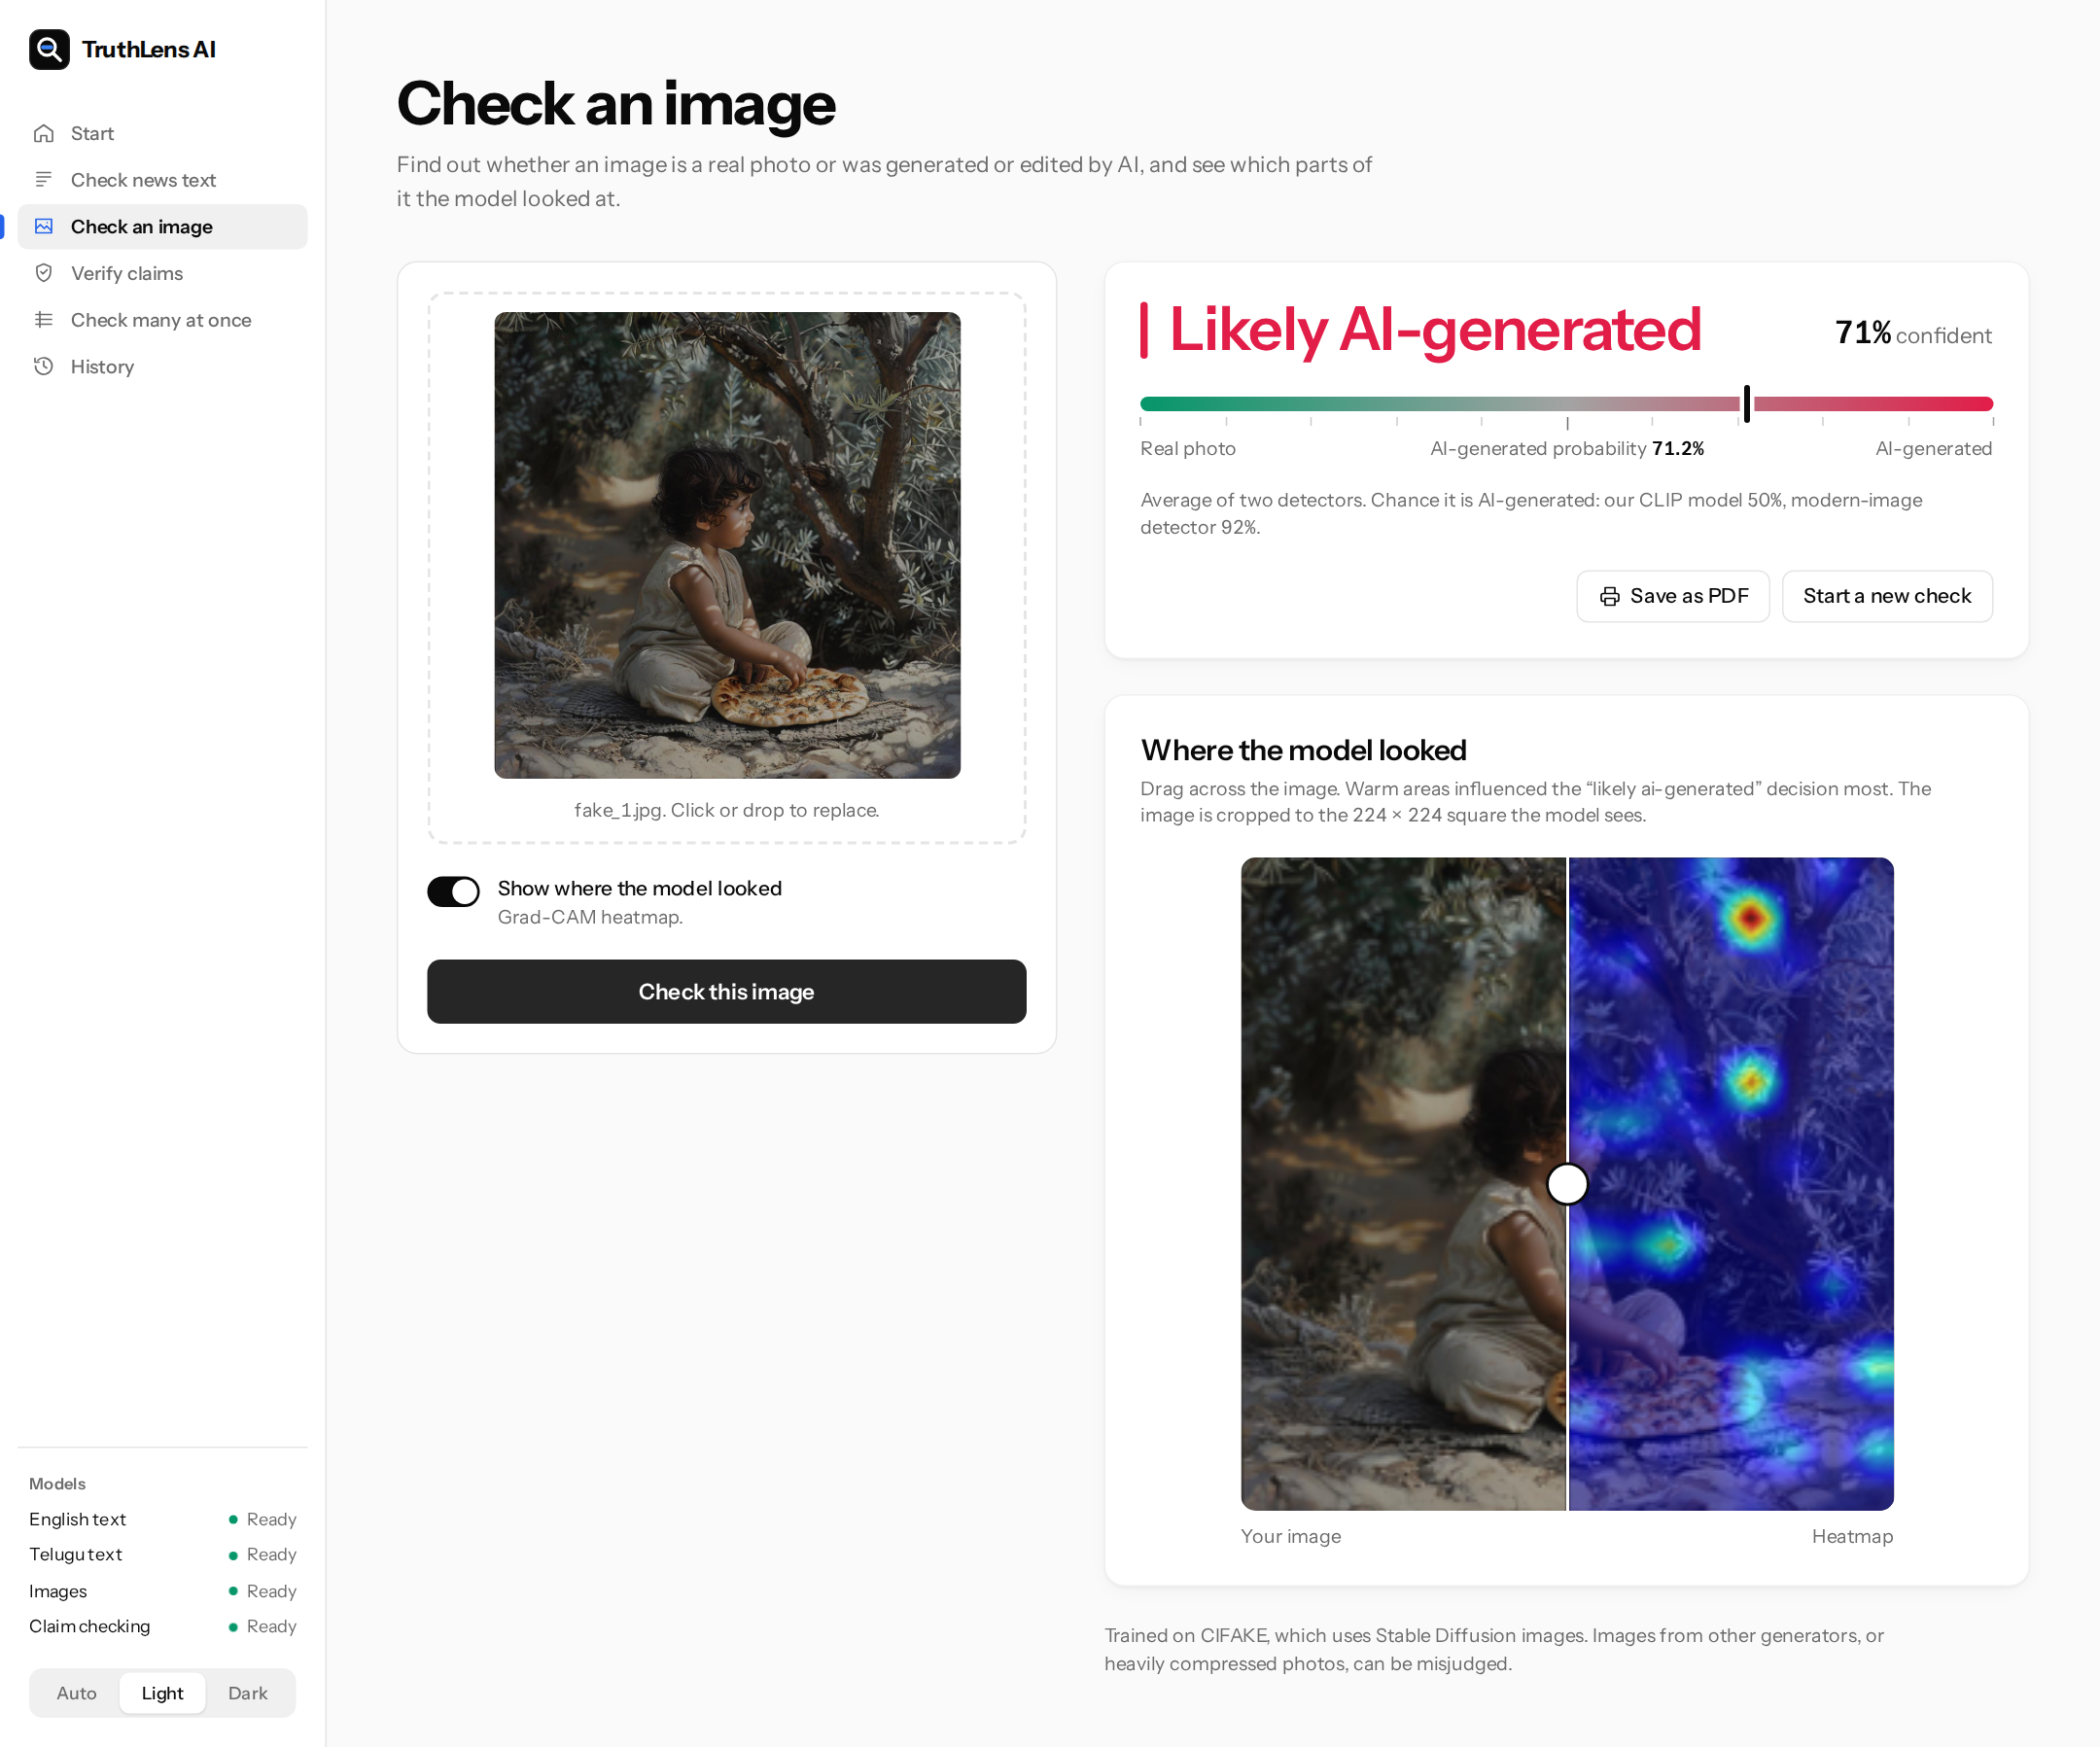 TruthLens AI
Start
Check news text
Check an image
Verify claims
Check many at once
History
Models
English text Ready
Telugu text Ready
Images Ready
Claim checking Ready
Auto Light Dark
Check an image
Find out whether an image is a real photo or was generated or edited by AI, and see which parts of
it the model looked at.
fake_1.jpg. Click or drop to replace.
Show where the model looked
Grad-CAM heatmap.
Check this image
Likely AI-generated 71% confident
Real photo AI-generated probability 71.2% AI-generated
Average of two detectors. Chance it is AI-generated: our CLIP model 50%, modern-image
detector 92%.
Save as PDF Start a new check
Where the model looked
Drag across the image. Warm areas influenced the “likely ai-generated” decision most. The
image is cropped to the 224 × 224 square the model sees.
Your image Heatmap
Trained on CIFAKE, which uses Stable Diffusion images. Images from other generators, or
heavily compressed photos, can be misjudged.